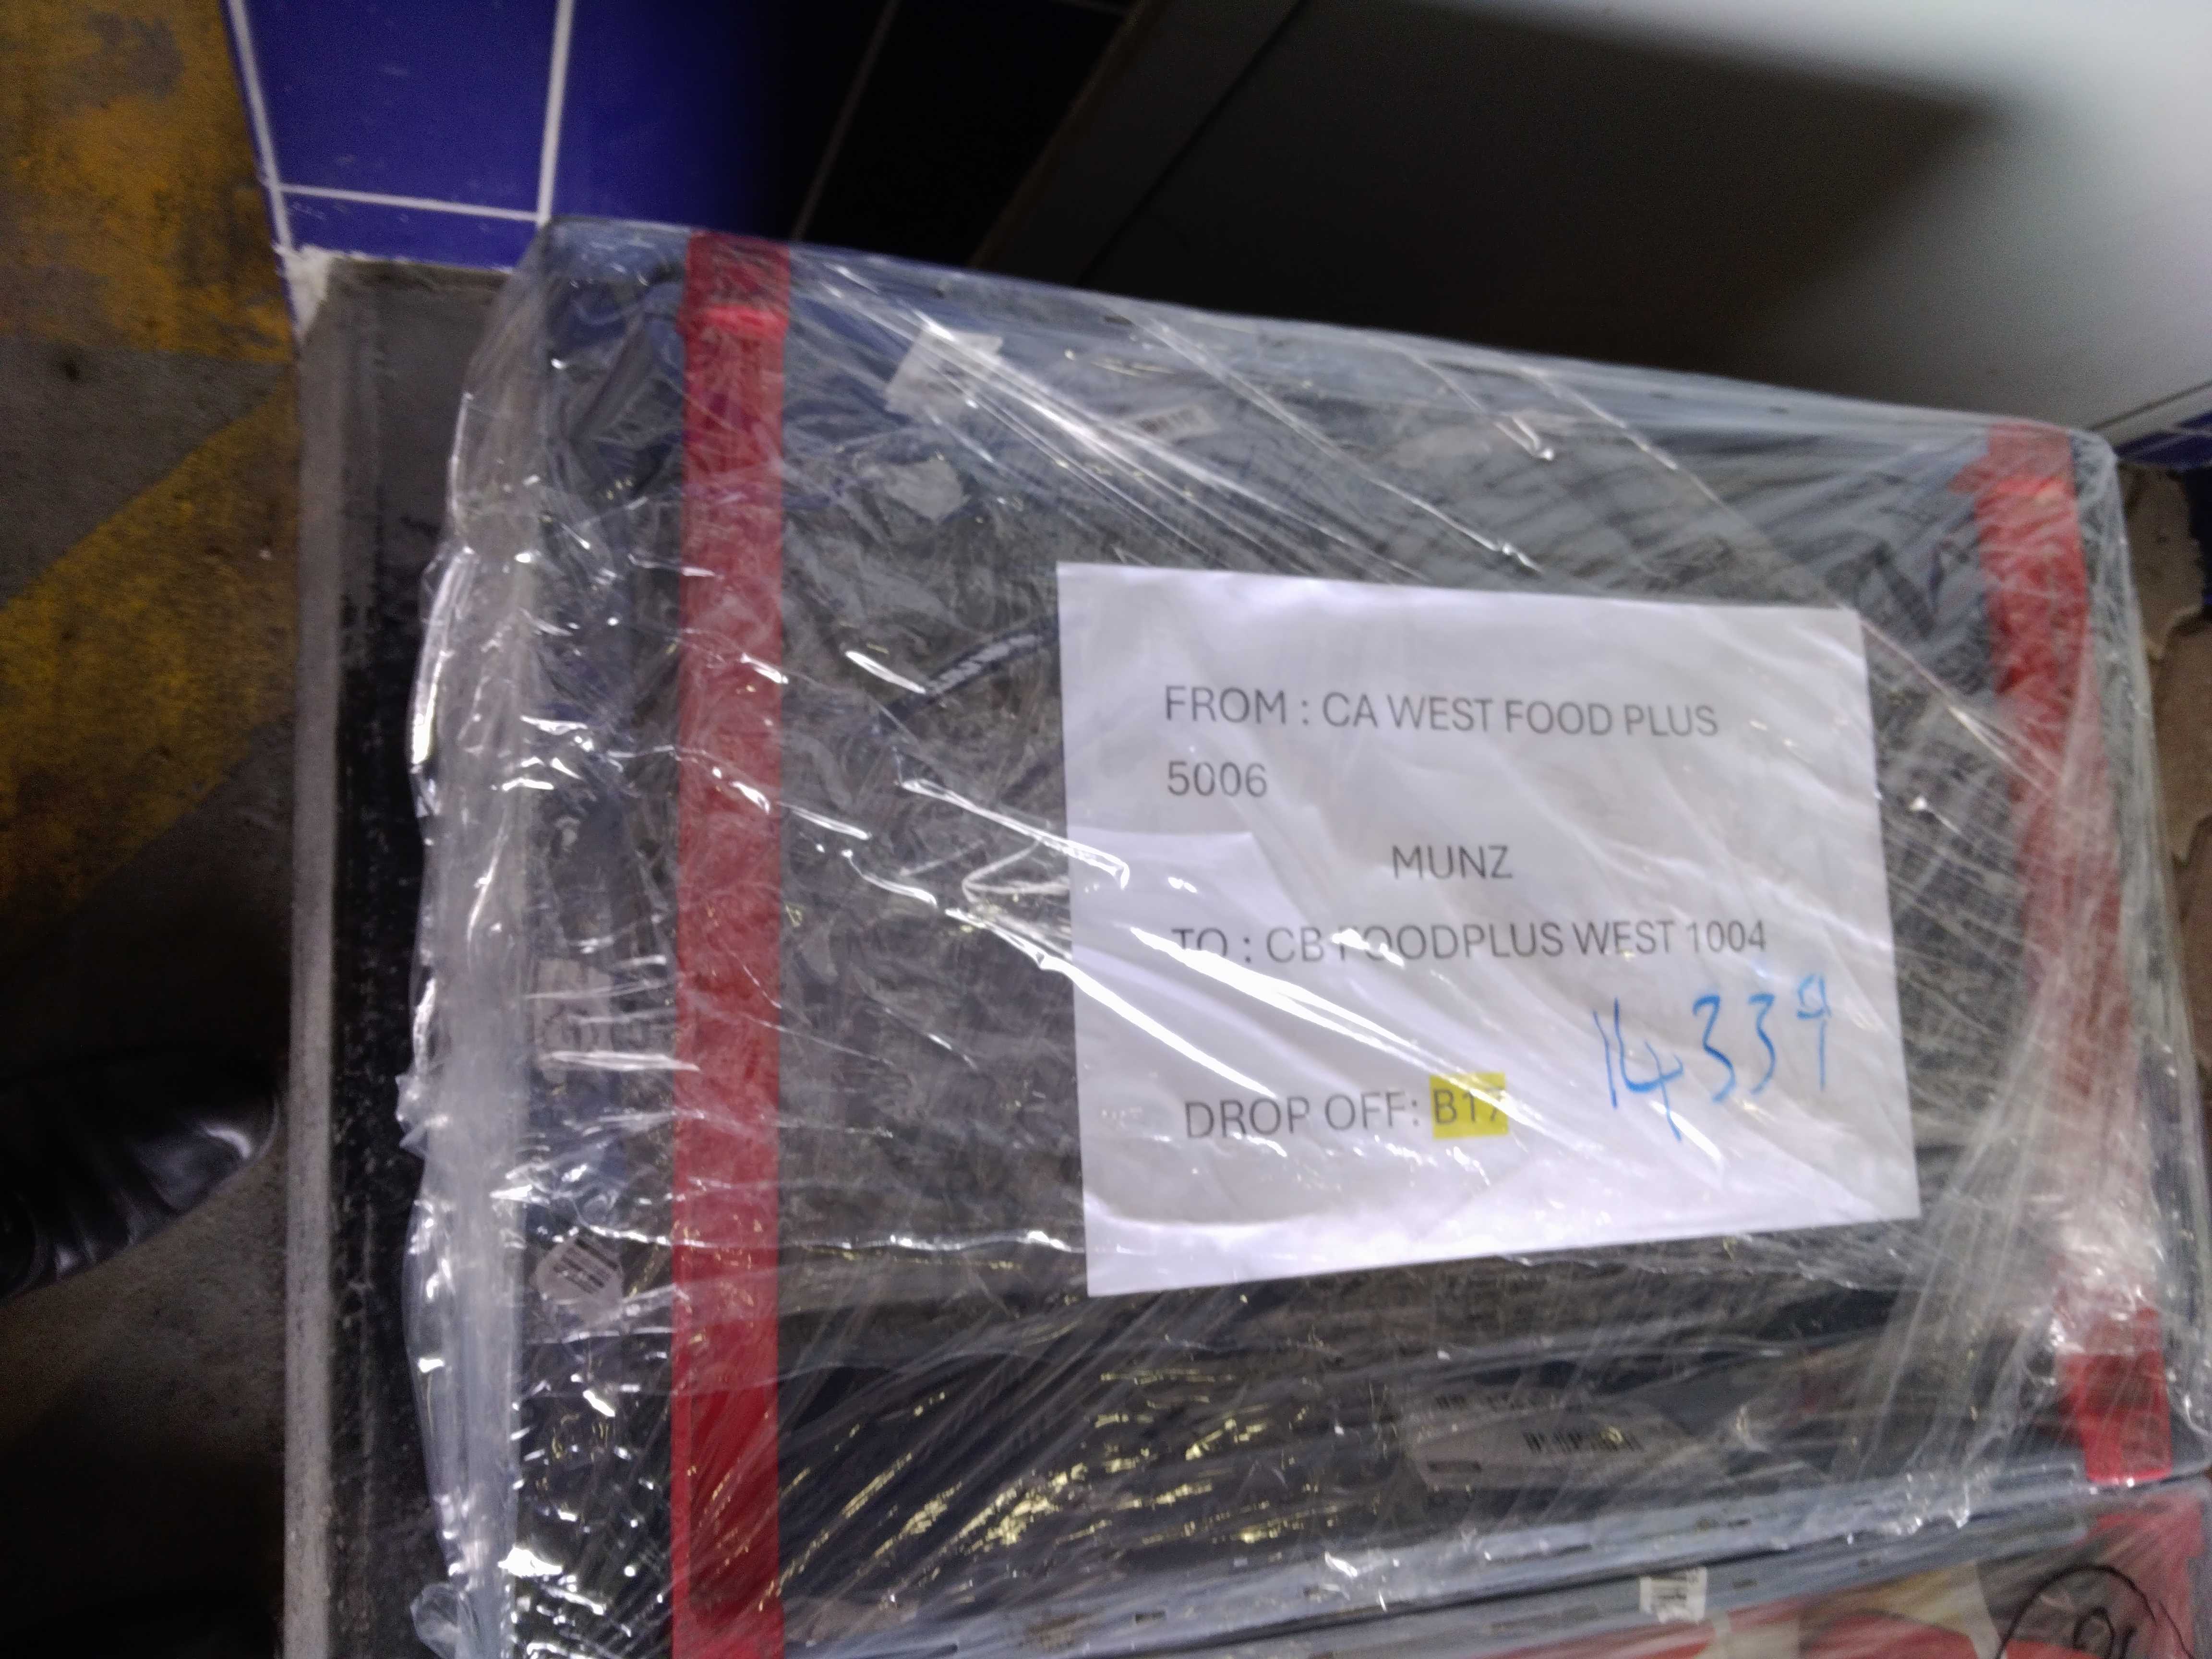 FROM : CA WEST FOOD PLUS
5006
MUNZ
TO : CB FOODPLUS WEST 1004
14339
DROP OFF: B17